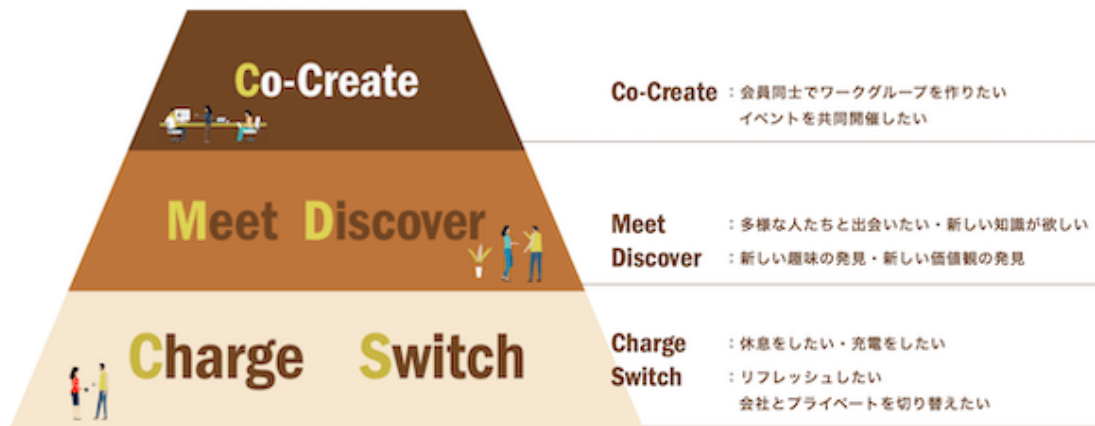 Co-Create
Meet Discover
Charge Switch
Co-Create : 会員同士でワークグループを作りたい
イベントを共同開催したい
Meet : 多様な人たちと出会いたい・新しい知識が欲しい
Discover : 新しい趣味の発見・新しい価値観の発見
Charge : 休息をしたい・充電をしたい
Switch : リフレッシュしたい
会社とプライベートを切り替えたい